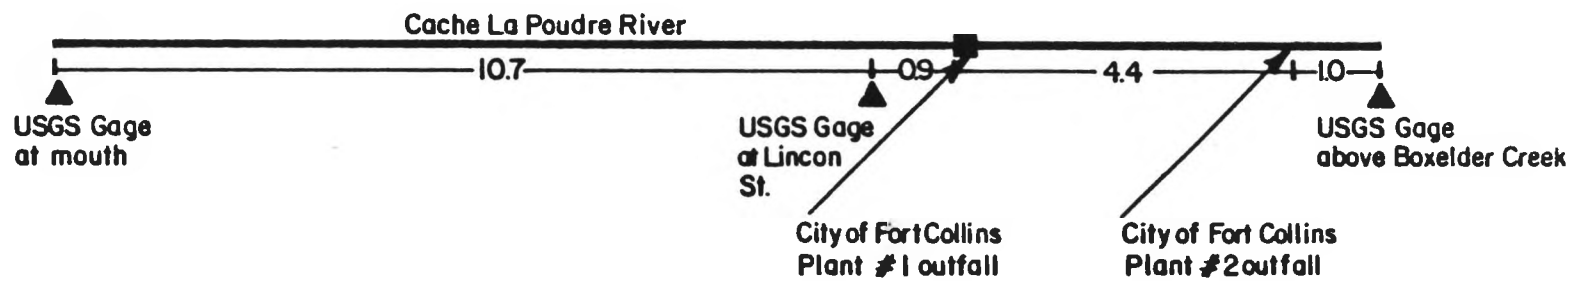 Cache La Poudre River
10.7
0.9
4.4
1.0
USGS Gage
at mouth
USGS Gage
at Lincon
St.
USGS Gage
above Boxelder Creek
City of Fort Collins
Plant #1 outfall
City of Fort Collins
Plant #2 outfall